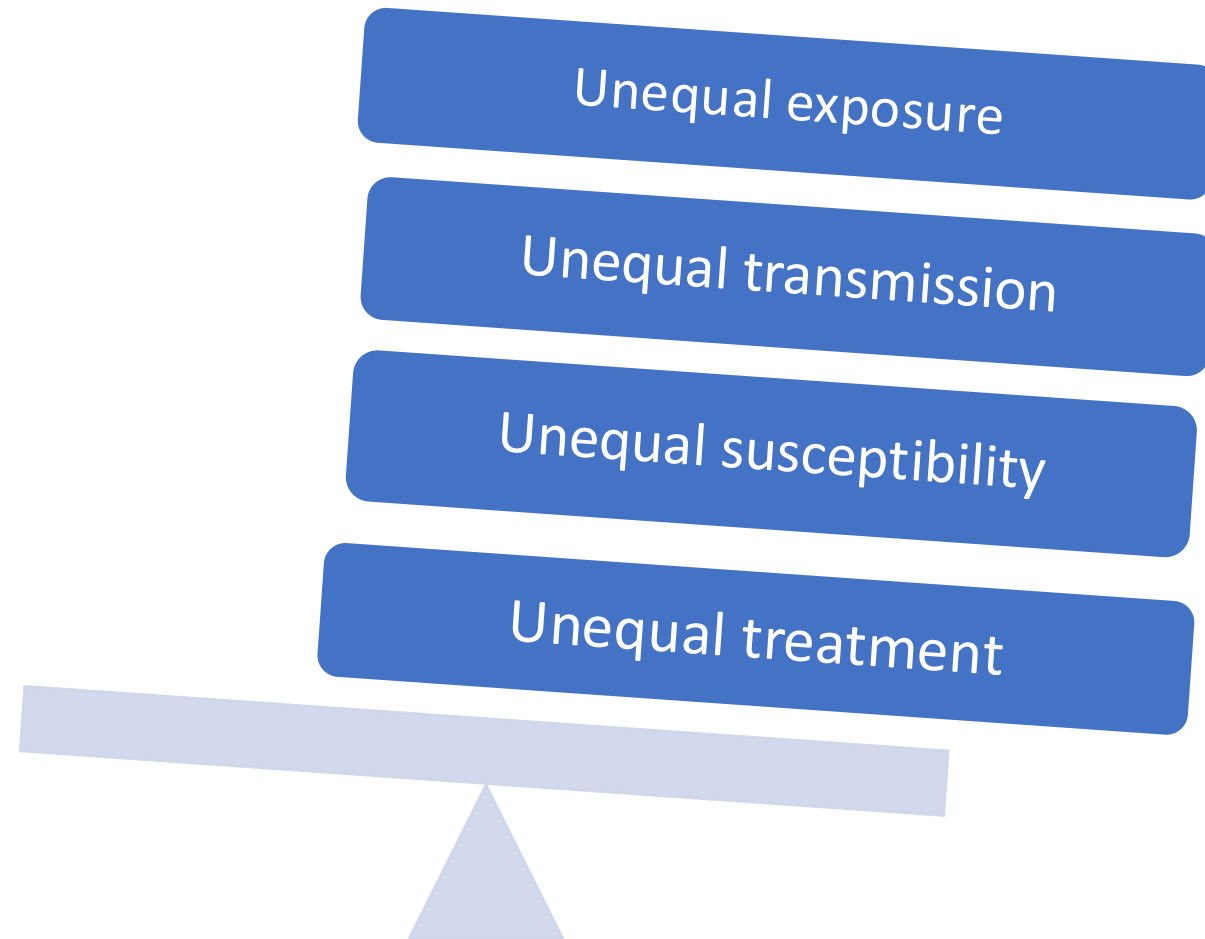 Unequal exposure
Unequal transmission
Unequal susceptibility
Unequal treatment